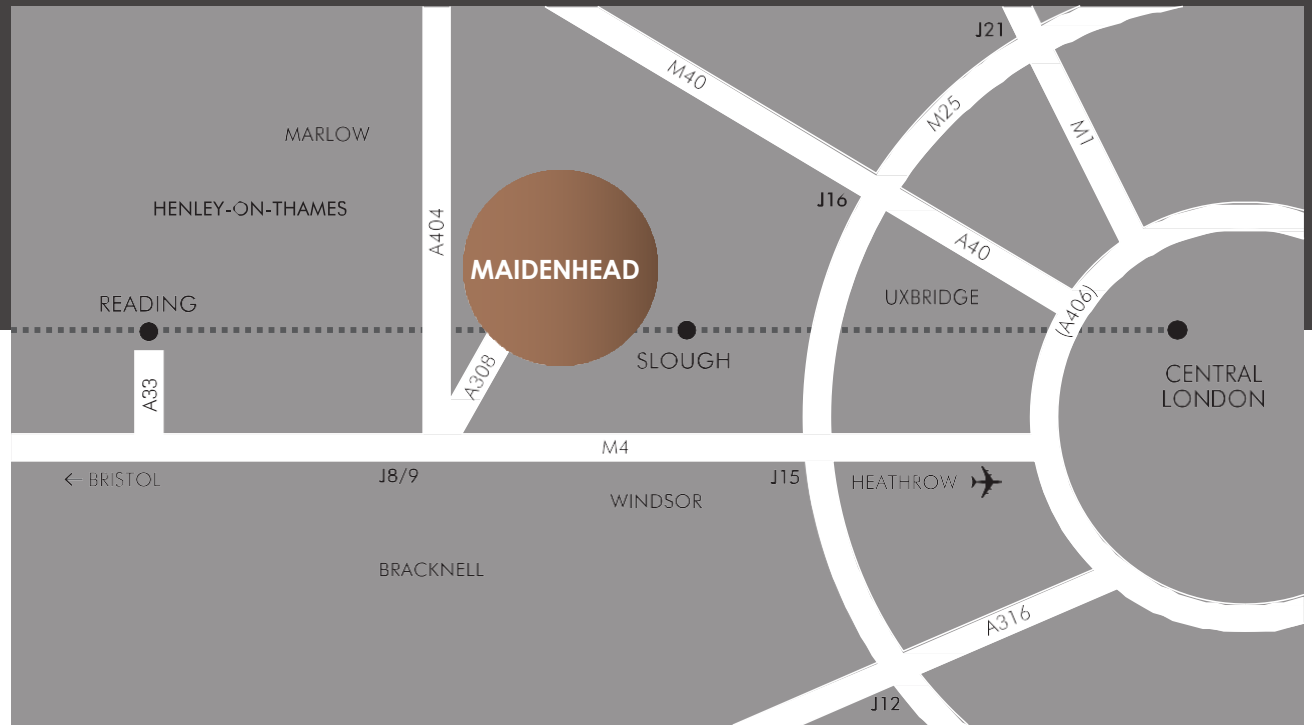 J21
M40
M25
MARLOW
M1
J16
HENLEY-ON-THAMES
A404
A40
MAIDENHEAD
UXBRIDGE
READING
(A406)
SLOUGH
A308
CENTRAL
LONDON
A33
M4
← BRISTOL
J8/9
J15
HEATHROW
WINDSOR
BRACKNELL
A316
J12